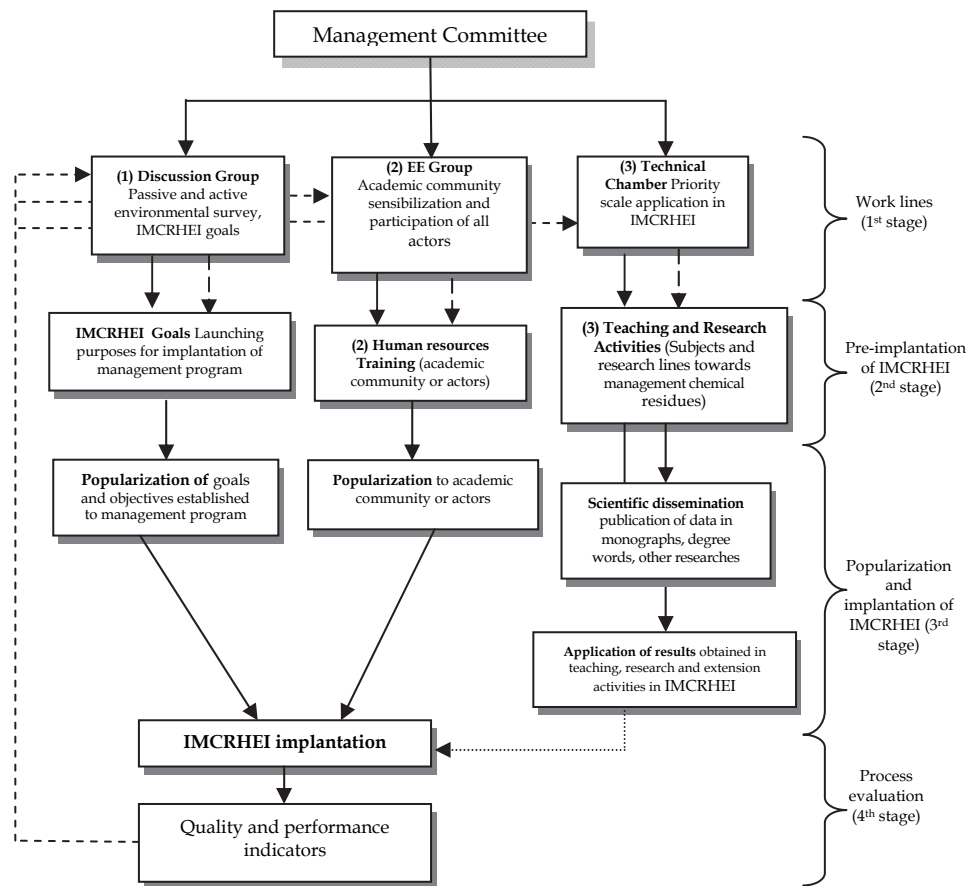 Management Committee
(1) Discussion Group
Passive and active
environmental survey,
IMCRHEI goals
(2) EE Group
Academic community
sensibilization and
participation of all
actors
(3) Technical
Chamber Priority
scale application in
IMCRHEI
Work lines
(1st stage)
IMCRHEI Goals Launching
purposes for implantation of
management program
(2) Human resources
Training (academic
community or actors)
(3) Teaching and Research
Activities (Subjects and
research lines towards
management chemical
residues)
Pre-implantation
of IMCRHEI
(2nd stage)
Popularization of goals
and objectives established
to management program
Popularization to academic
community or actors
Scientific dissemination
publication of data in
monographs, degree
words, other researches
Application of results obtained in
teaching, research and extension
activities in IMCRHEI
Popularization
and
implantation of
IMCRHEI (3rd
stage)
IMCRHEI implantation
Quality and performance
indicators
Process
evaluation
(4th stage)